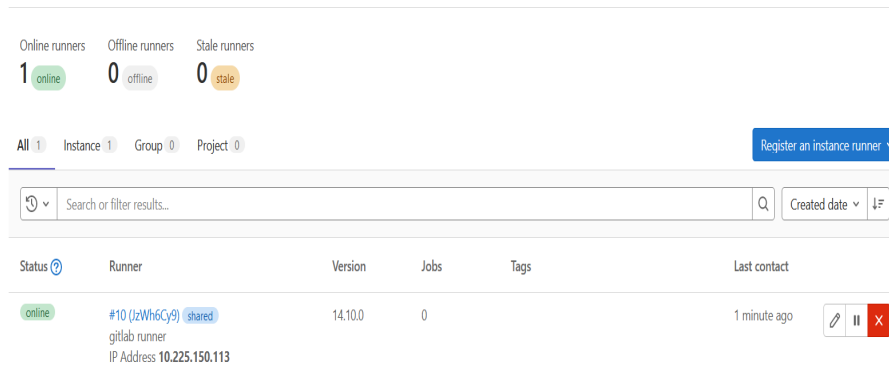 Online runners Offline runners Stale runners
1 online 0 offline 0 stale
All 1 Instance 1 Group 0 Project 0 Register an instance runner
Search or filter results... Created date
Status ? Runner Version Jobs Tags Last contact
online #10 (JzWh6Cy9) shared 14.10.0 0 1 minute ago
gitlab runner
IP Address 10.225.150.113